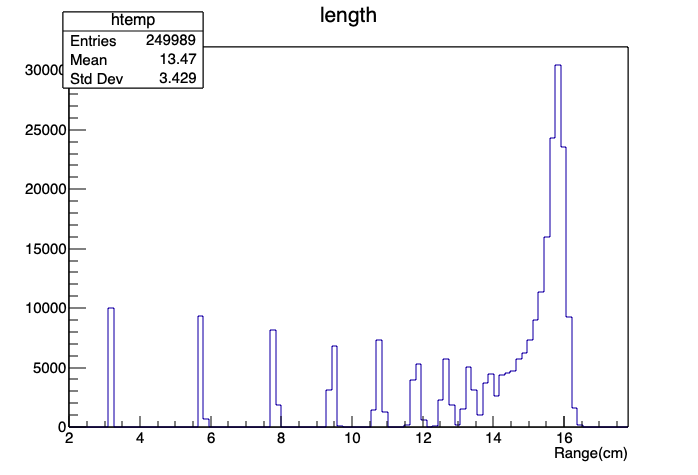 length
htemp
Entries 249989
Mean 13.47
Std Dev 3.429
30000
25000
20000
15000
10000
5000
0
2 4 6 8 10 12 14 16
Range(cm)